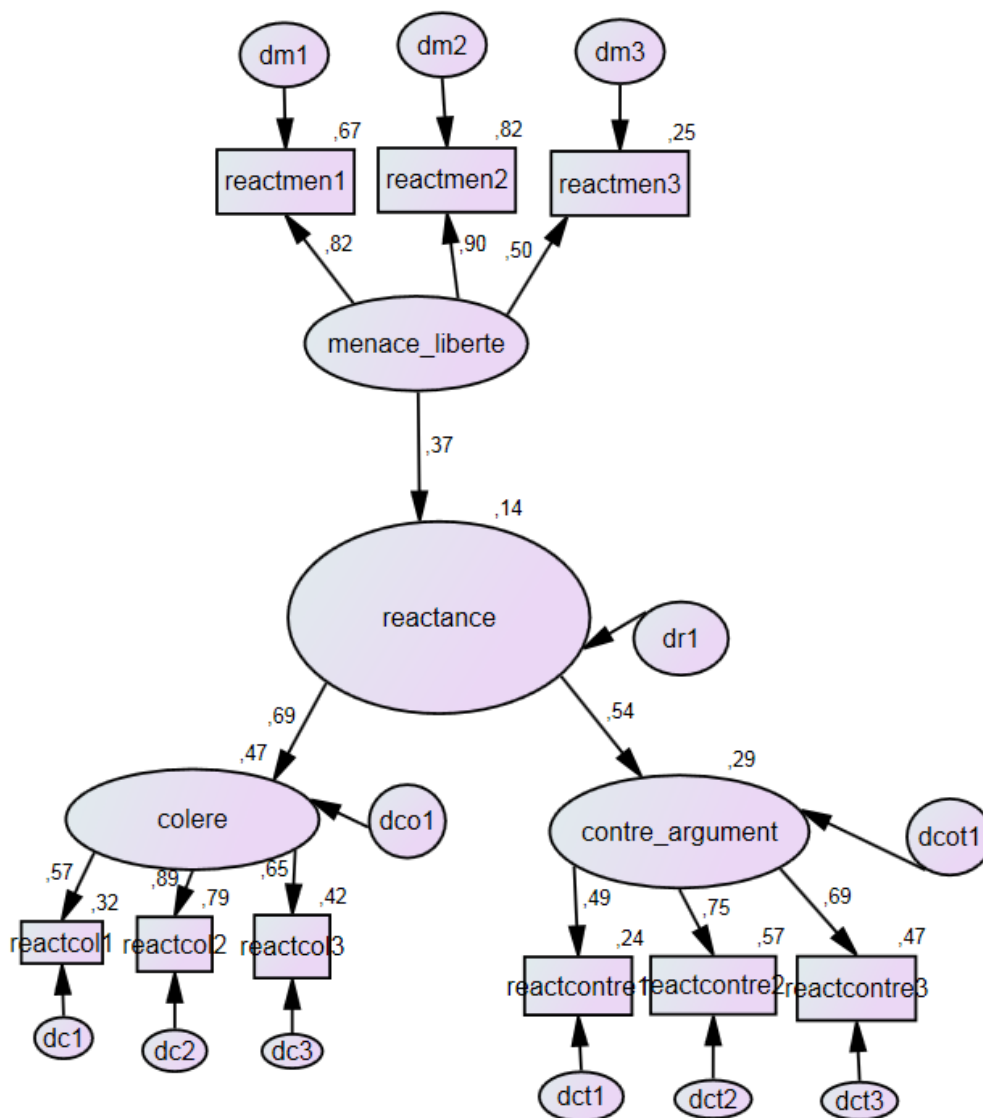 dm1
dm2
dm3
,67
,82
,25
reactmen1
reactmen2
reactmen3
,82
,90
,50
menace_liberte
,37
,14
reactance
dr1
,69
,54
,47
,29
colere
dco1
contre_argument
dcot1
,57
,89
,65
,49
,75
,69
,32
,79
,42
,24
,57
,47
reactcol1
reactcol2
reactcol3
reactcontre1
reactcontre2
reactcontre3
dc1
dc2
dc3
dct1
dct2
dct3